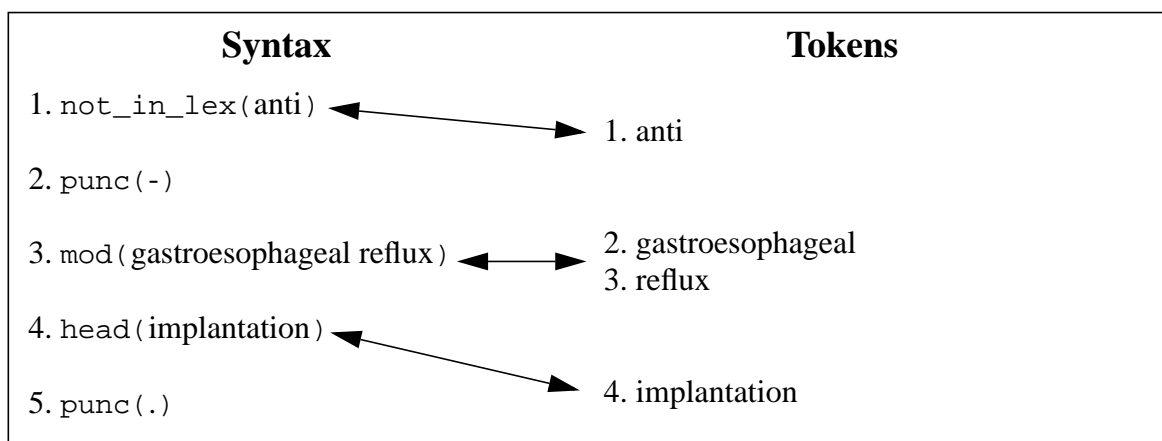 Syntax
1. not_in_lex(anti)
2. punc(-)
3. mod(gastroesophageal reflux)
4. head(implantation)
5. punc(.)
Tokens
1. anti
2. gastroesophageal
3. reflux
4. implantation